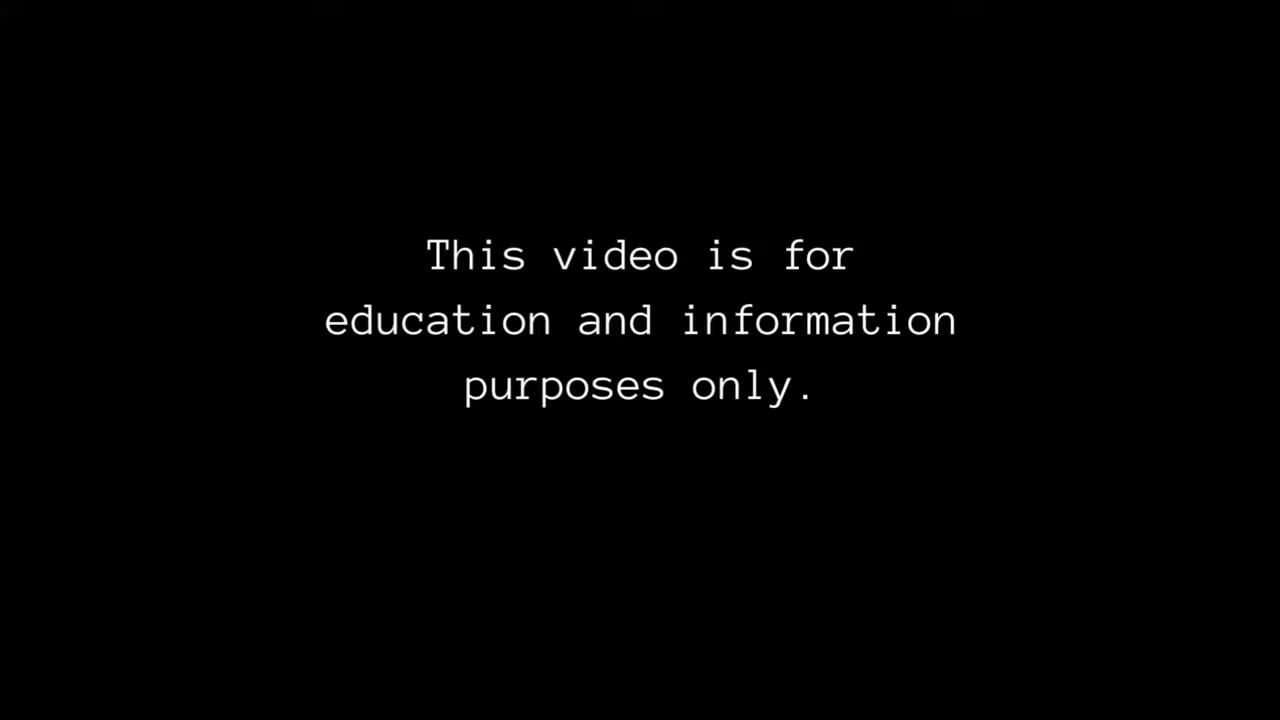 This video is for
education and information
purposes only.